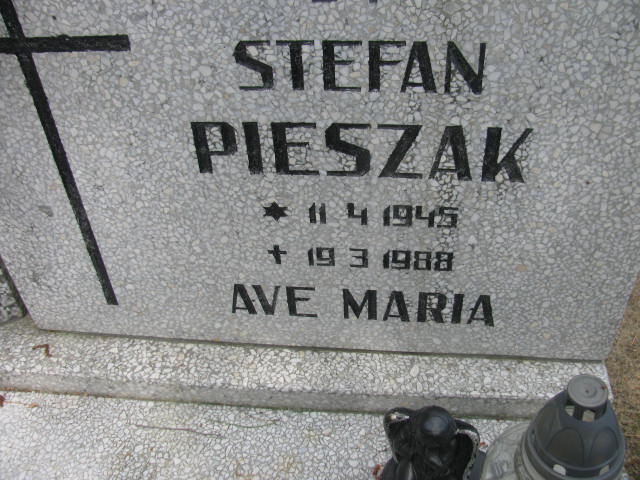 STEFAN
PIESZAK
* 11 4 1945
+ 19 3 1988
AVE MARIA